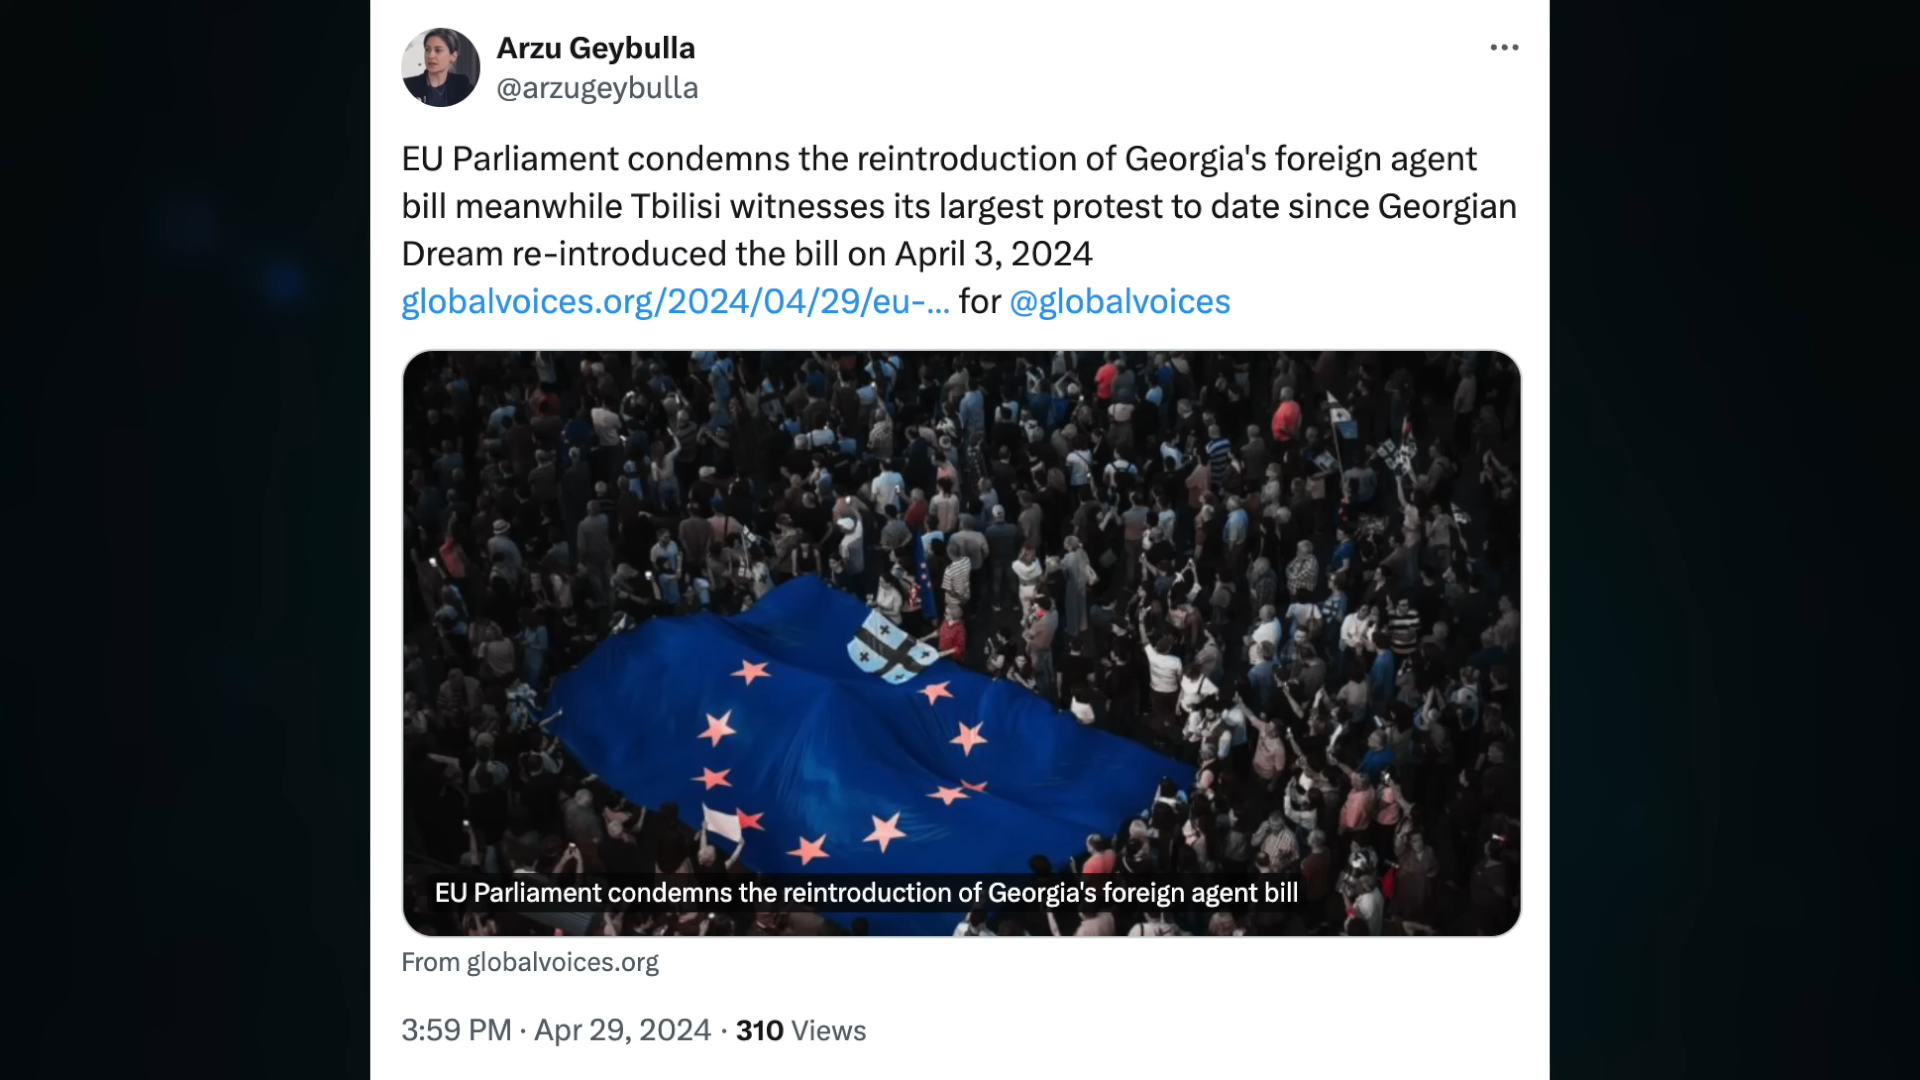 Arzu Geybulla
@arzugeybulla
EU Parliament condemns the reintroduction of Georgia's foreign agent
bill meanwhile Tbilisi witnesses its largest protest to date since Georgian
Dream re-introduced the bill on April 3, 2024
globalvoices.org/2024/04/29/eu-... for @globalvoices
EU Parliament condemns the reintroduction of Georgia's foreign agent bill
From globalvoices.org
3:59 PM · Apr 29, 2024 · 310 Views